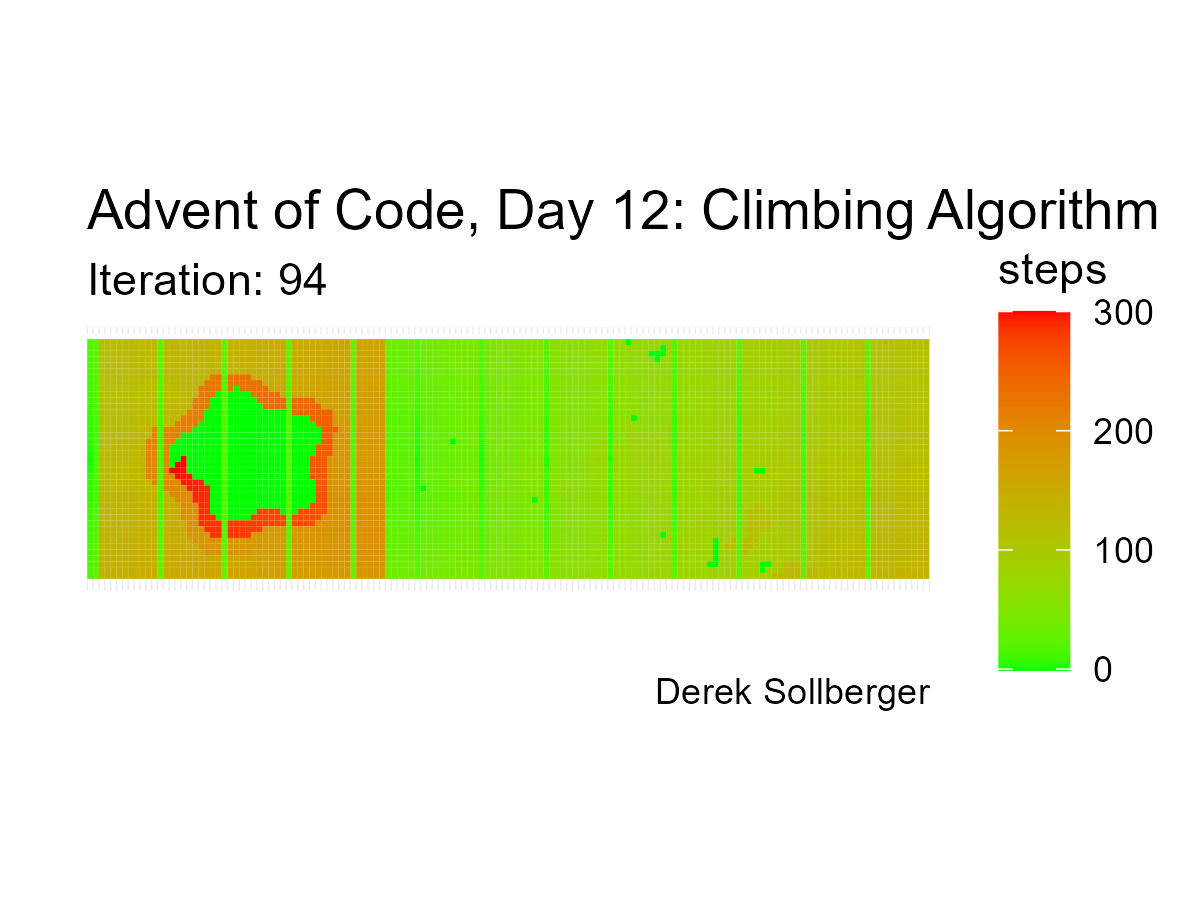 Advent of Code, Day 12: Climbing Algorithm
Iteration: 94
steps
300
200
100
0
Derek Sollberger